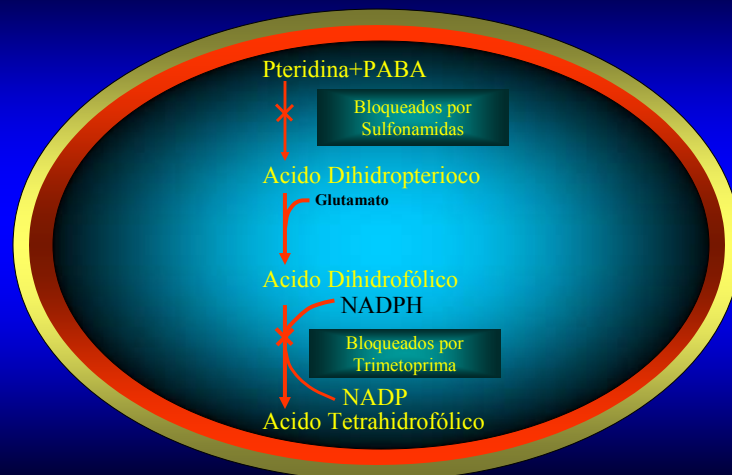 Pteridina+PABA
Bloqueados por
Sulfonamidas
Acido Dihidropterioco
Glutamato
Acido Dihidrofólico
NADPH
Bloqueados por
Trimetoprima
NADP
Acido Tetrahidrofólico